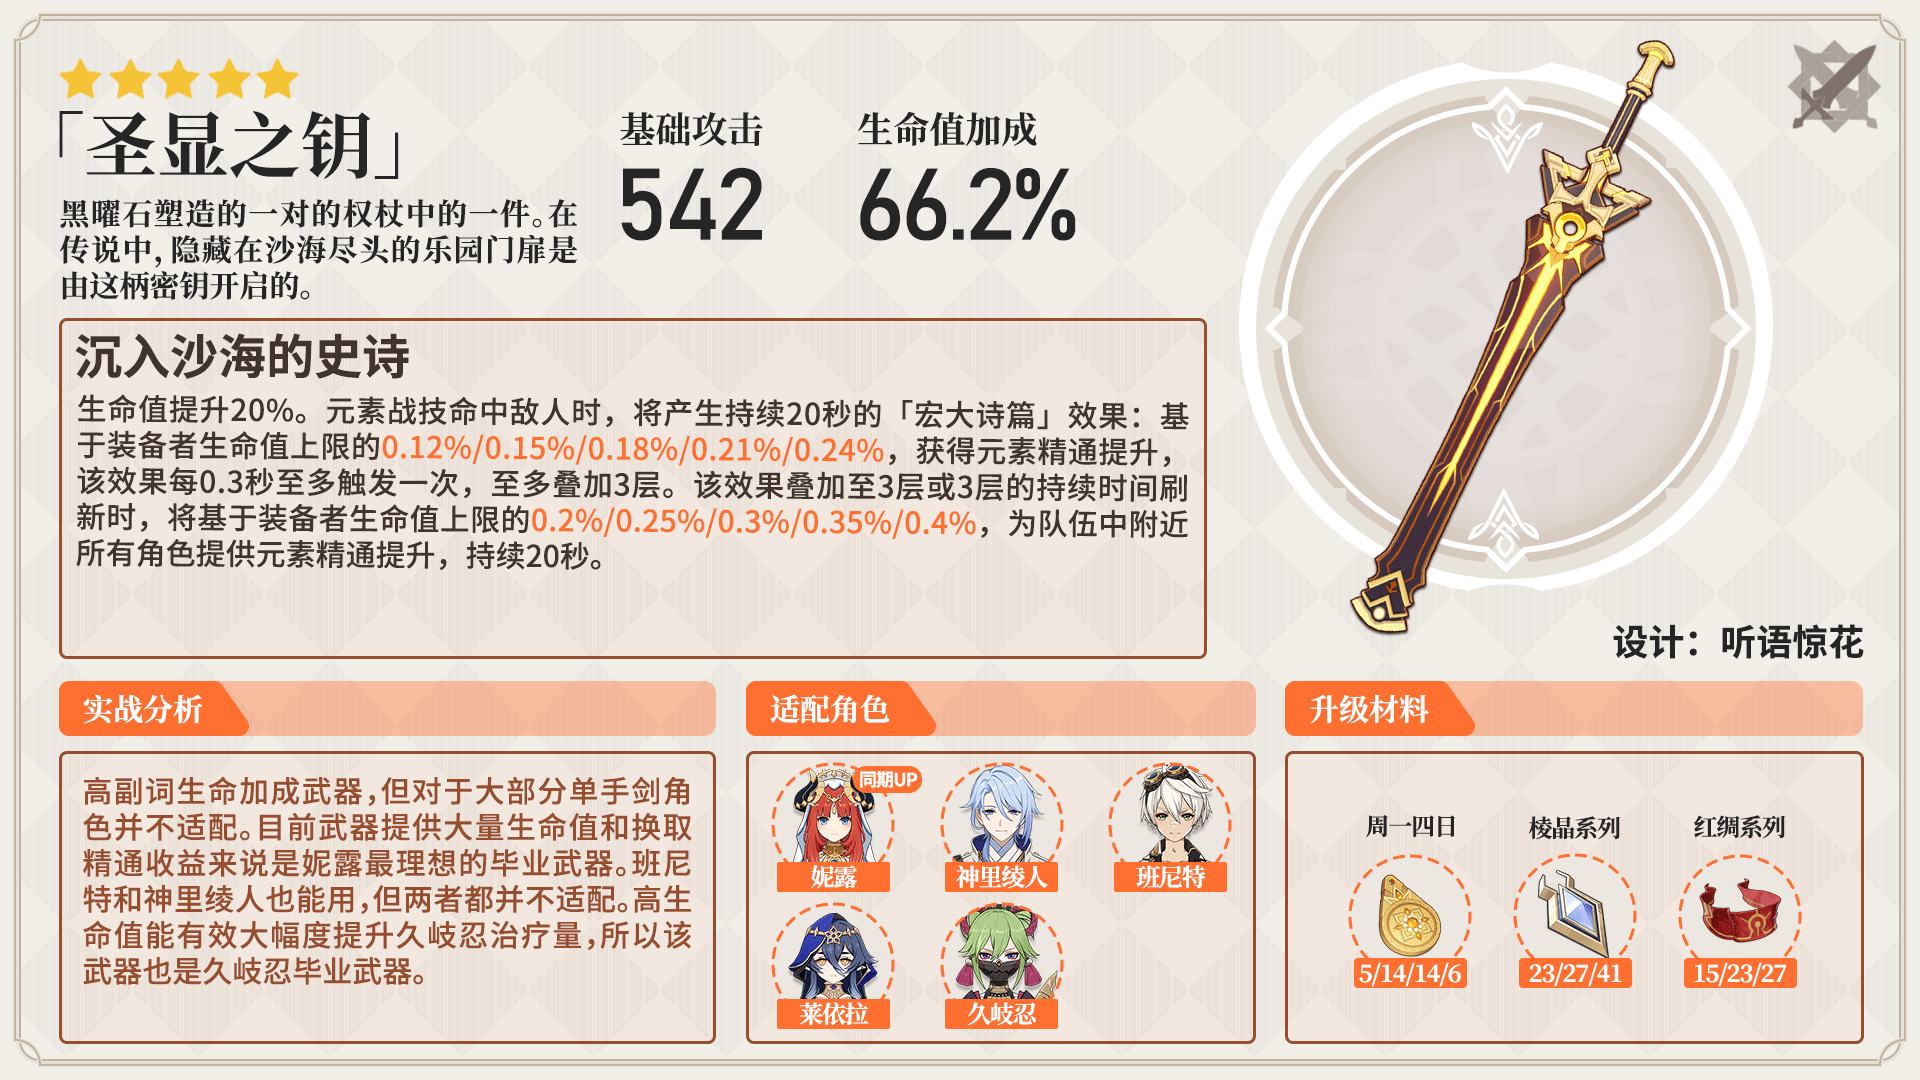 「圣显之钥」
黑曜石塑造的一对的权杖中的一件。在
传说中，隐藏在沙海尽头的乐园门扉是
由这柄密钥开启的。
基础攻击
542
生命值加成
66.2%
沉入沙海的史诗
生命值提升20%。元素战技命中敌人时，将产生持续20秒的「宏大诗篇」效果：基
于装备者生命值上限的0.12%/0.15%/0.18%/0.21%/0.24%，获得元素精通提升，
该效果每0.3秒至多触发一次，至多叠加3层。该效果叠加至3层或3层的持续时间刷
新时，将基于装备者生命值上限的0.2%/0.25%/0.3%/0.35%/0.4%，为队伍中附近
所有角色提供元素精通提升，持续20秒。
设计：听语惊花
实战分析
高副词生命加成武器，但对于大部分单手剑角
色并不适配。目前武器提供大量生命值和换取
精通收益来说是妮露最理想的毕业武器。班尼
特和神里绫人也能用，但两者都并不适配。高生
命值能有效大幅度提升久岐忍治疗量，所以该
武器也是久岐忍毕业武器。
适配角色
同期UP
妮露
神里绫人
班尼特
莱依拉
久岐忍
升级材料
周一四日
棱晶系列
红绸系列
5/14/14/6
23/27/41
15/23/27